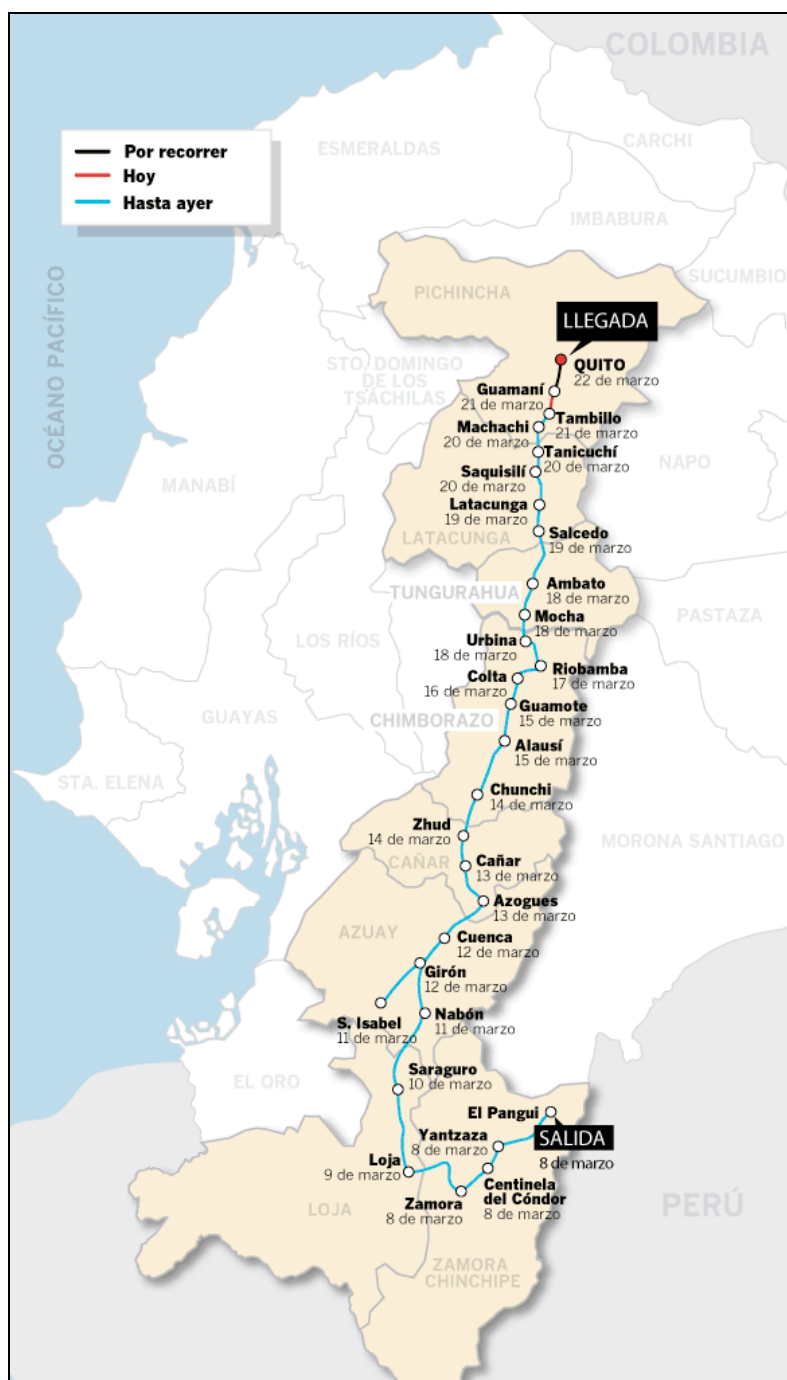 COLOMBIA
Por recorrer
Hoy
Hasta ayer
ESMERALDAS
CARCHI
IMBABURA
SUCUMBIO
OCÉANO PACÍFICO
PICHINCHA
LLEGADA
QUITO
22 de marzo
STO. DOMINGO
DE LOS
TSÁCHILAS
Guamaní
21 de marzo
Tambillo
21 de marzo
Machachi
20 de marzo
Tanicuchí
20 de marzo
NAPO
Saquisilí
20 de marzo
MANABÍ
Latacunga
19 de marzo
LATACUNGA
Salcedo
19 de marzo
Ambato
18 de marzo
TUNGURAHUA
Mocha
18 de marzo
PASTAZA
LOS RÍOS
Urbina
18 de marzo
Riobamba
17 de marzo
Colta
16 de marzo
Guamote
15 de marzo
GUAYAS
CHIMBORAZO
Alausí
15 de marzo
STA. ELENA
Chunchi
14 de marzo
Zhud
14 de marzo
MORONA SANTIAGO
CAÑAR
Cañar
13 de marzo
Azogues
13 de marzo
AZUAY
Cuenca
12 de marzo
Girón
12 de marzo
S. Isabel
11 de marzo
Nabón
11 de marzo
Saraguro
10 de marzo
EL ORO
El Pangui
SALIDA
8 de marzo
Yantzaza
8 de marzo
Loja
9 de marzo
Centinela
del Cóndor
8 de marzo
Zamora
8 de marzo
LOJA
PERÚ
ZAMORA
CHINCHIPE